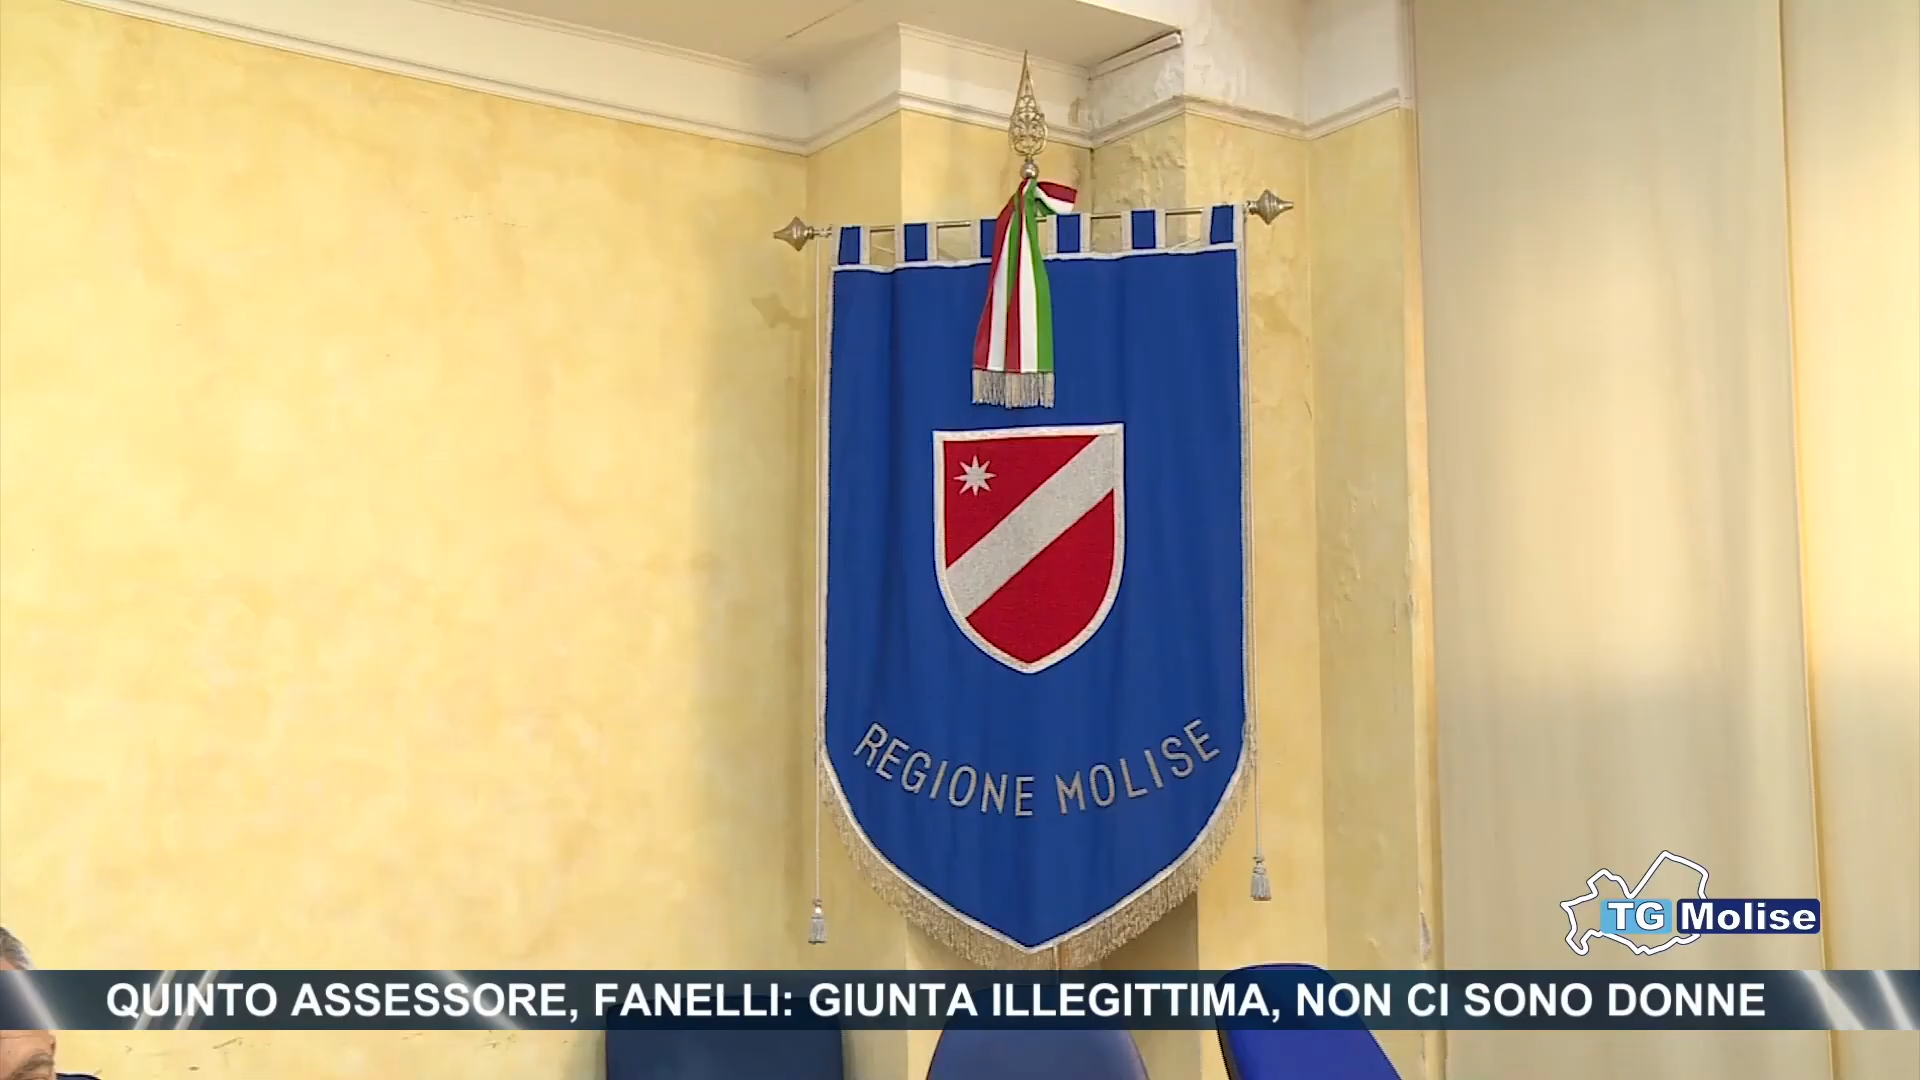 REGIONE MOLISE
TG Molise
QUINTO ASSESSORE, FANELLI: GIUNTA ILLEGITTIMA, NON CI SONO DONNE